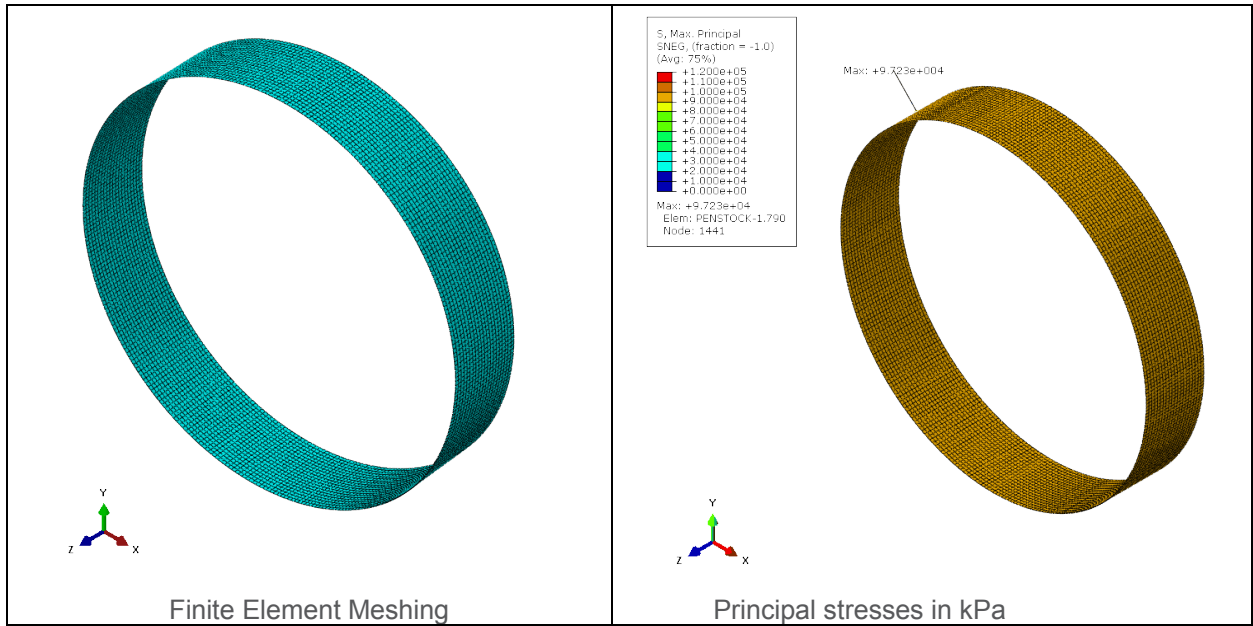 Y
Z
X
Finite Element Meshing
S, Max. Principal
SNEG, (fraction = -1.0)
(Avg: 75%)
+1.200e+05
+1.100e+05
+1.000e+05
+9.000e+04
+8.000e+04
+7.000e+04
+6.000e+04
+5.000e+04
+4.000e+04
+3.000e+04
+2.000e+04
+1.000e+04
+0.000e+00
Max: +9.723e+04
Elem: PENSTOCK-1.790
Node: 1441
Max: +9.723e+004
Y
Z
X
Principal stresses in kPa